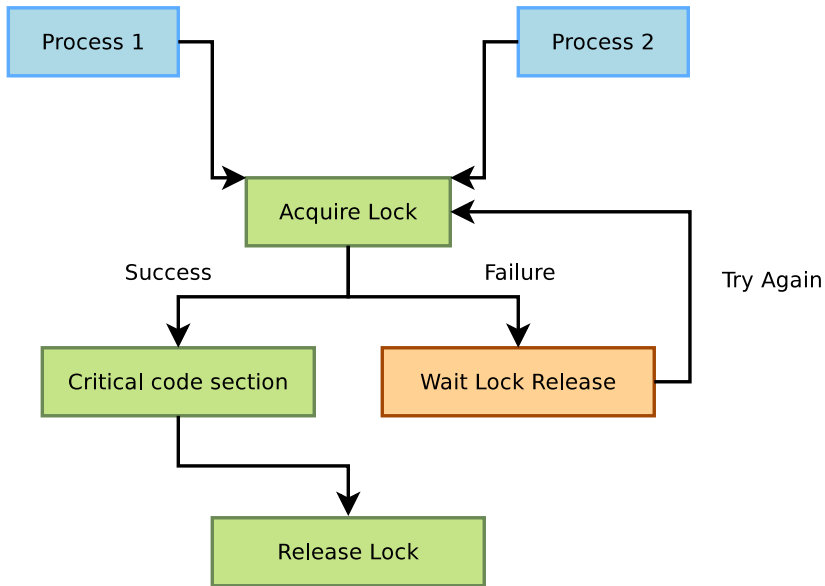 Process 1
Process 2
Acquire Lock
Success
Failure
Try Again
Critical code section
Wait Lock Release
Release Lock